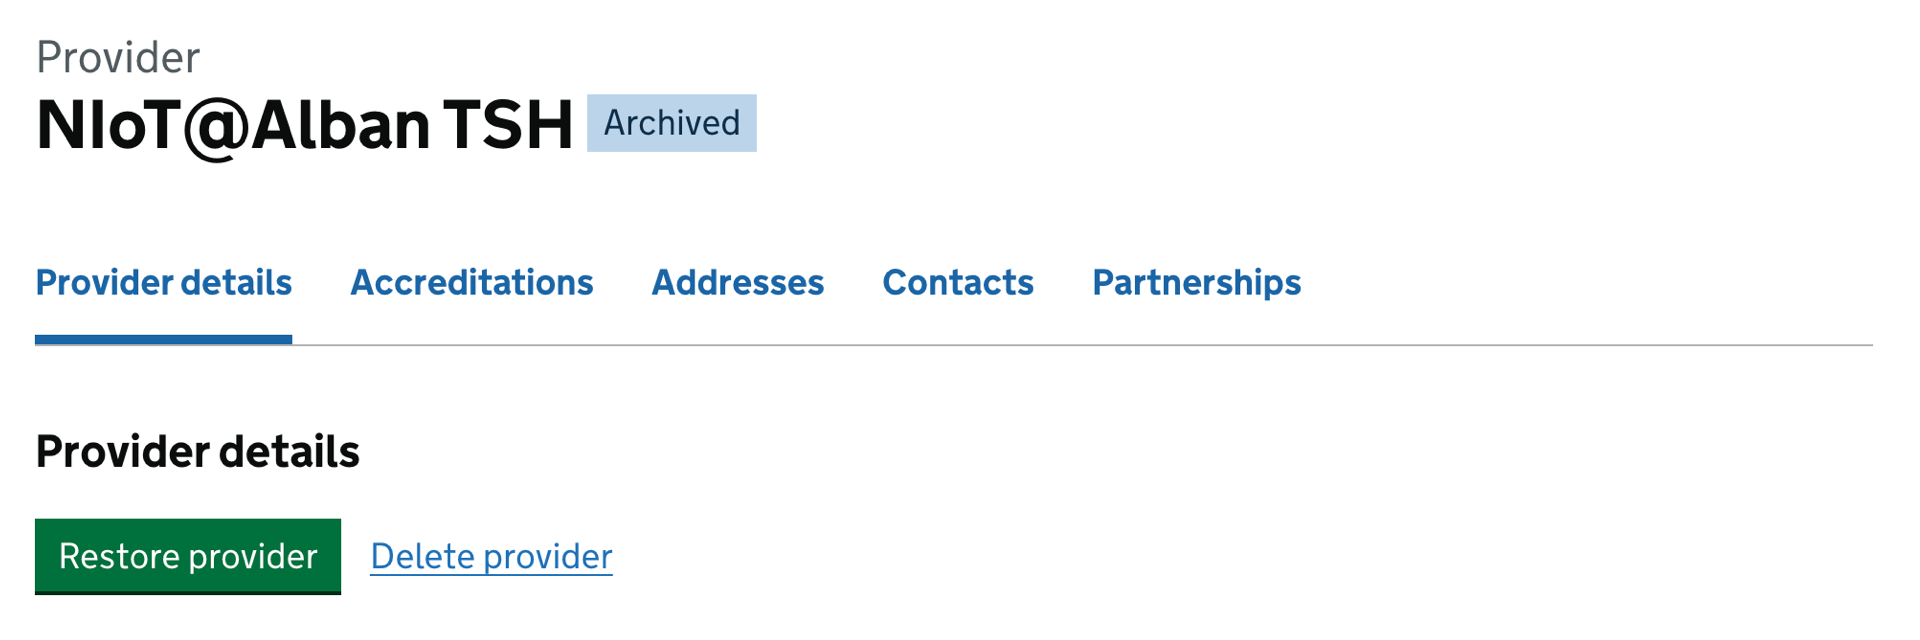 Provider
NIoT@Alban TSH Archived
Provider details Accreditations Addresses Contacts Partnerships
Provider details
Restore provider Delete provider